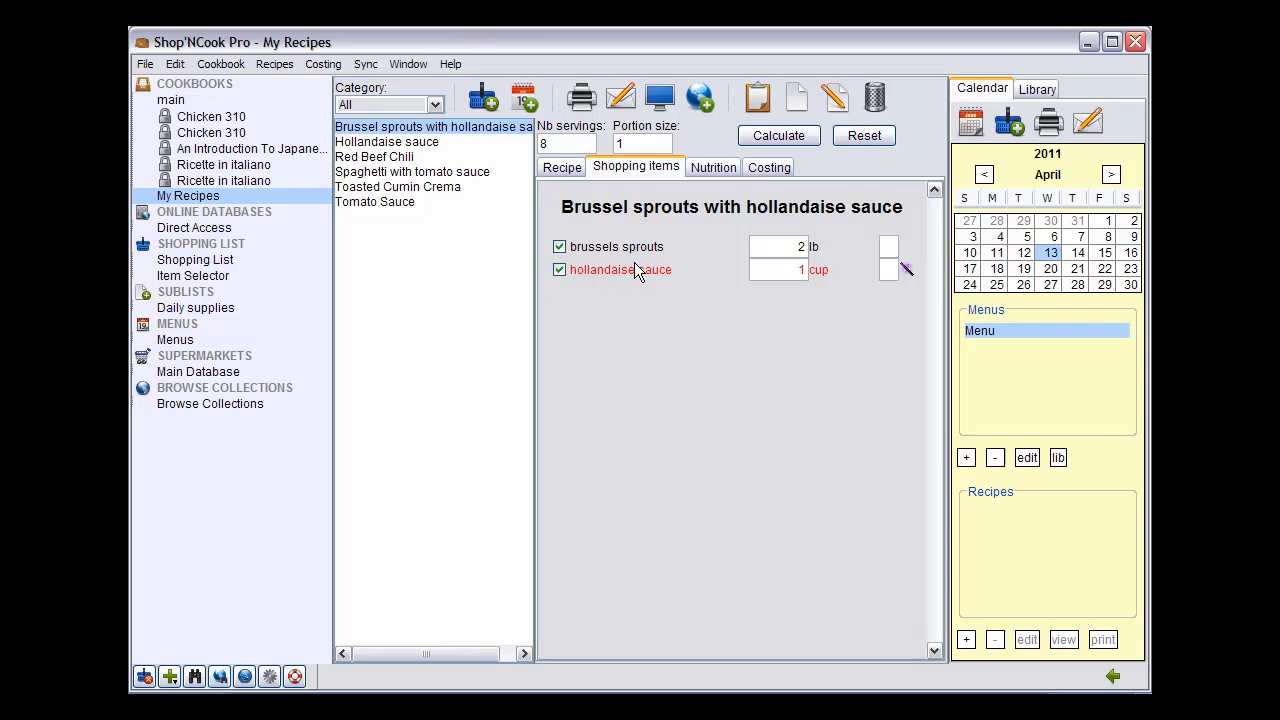 Shop'NCook Pro - My Recipes
File Edit Cookbook Recipes Costing Sync Window Help
COOKBOOKS
main
Chicken 310
Chicken 310
An Introduction To Japane...
Ricette in italiano
Ricette in italiano
My Recipes
ONLINE DATABASES
Direct Access
SHOPPING LIST
Shopping List
Item Selector
SUBLISTS
Daily supplies
MENUS
Menus
SUPERMARKETS
Main Database
BROWSE COLLECTIONS
Browse Collections
Category:
All
Brussel sprouts with hollandaise sa
Hollandaise sauce
Red Beef Chili
Spaghetti with tomato sauce
Toasted Cumin Crema
Tomato Sauce
Nb servings: Portion size:
8 1 Calculate Reset
Recipe Shopping items Nutrition Costing
Brussel sprouts with hollandaise sauce
brussels sprouts 2 lb
hollandaise sauce 1 cup
Calendar Library
2011
< April >
S M T W T F S
27 28 29 30 31 1 2
3 4 5 6 7 8 9
10 11 12 13 14 15 16
17 18 19 20 21 22 23
24 25 26 27 28 29 30
Menus
Menu
+ - edit lib
Recipes
+ - edit view print